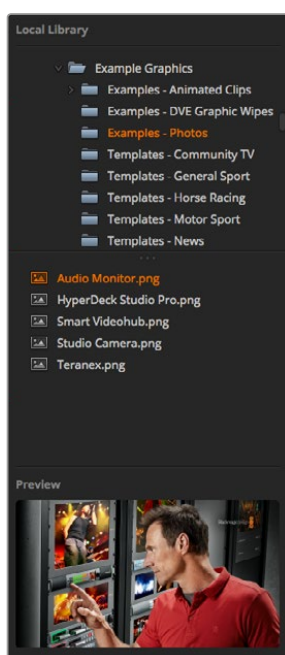 Local Library
Example Graphics
Examples - Animated Clips
Examples - DVE Graphic Wipes
Examples - Photos
Templates - Community TV
Templates - General Sport
Templates - Horse Racing
Templates - Motor Sport
Templates - News
Audio Monitor.png
HyperDeck Studio Pro.png
Smart Videohub.png
Studio Camera.png
Teranex.png
Preview